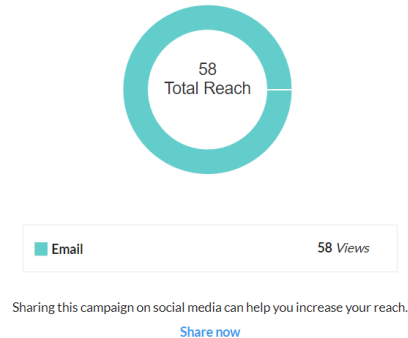 58
Total Reach
Email
58 Views
Sharing this campaign on social media can help you increase your reach.
Share now